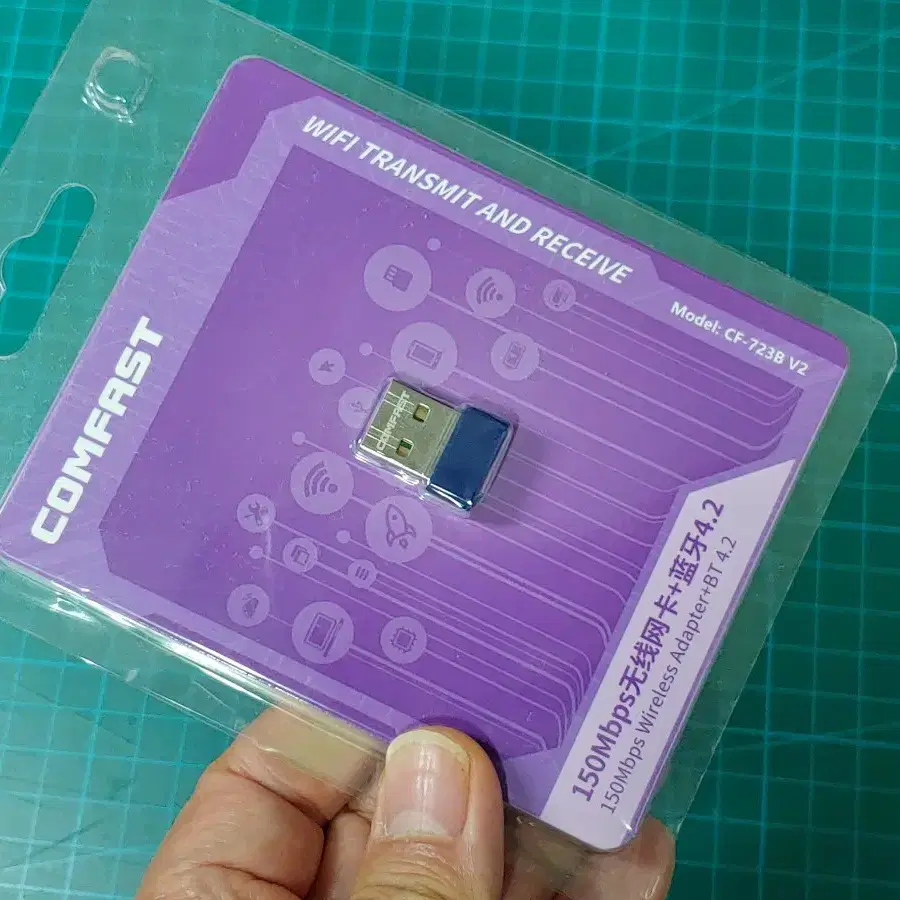 WIFI TRANSMIT AND RECEIVE
Model: CF-723B V2
COMFAST
COMFAST
150Mbps无线网卡+蓝牙4.2
150Mbps Wireless Adapter+BT 4.2